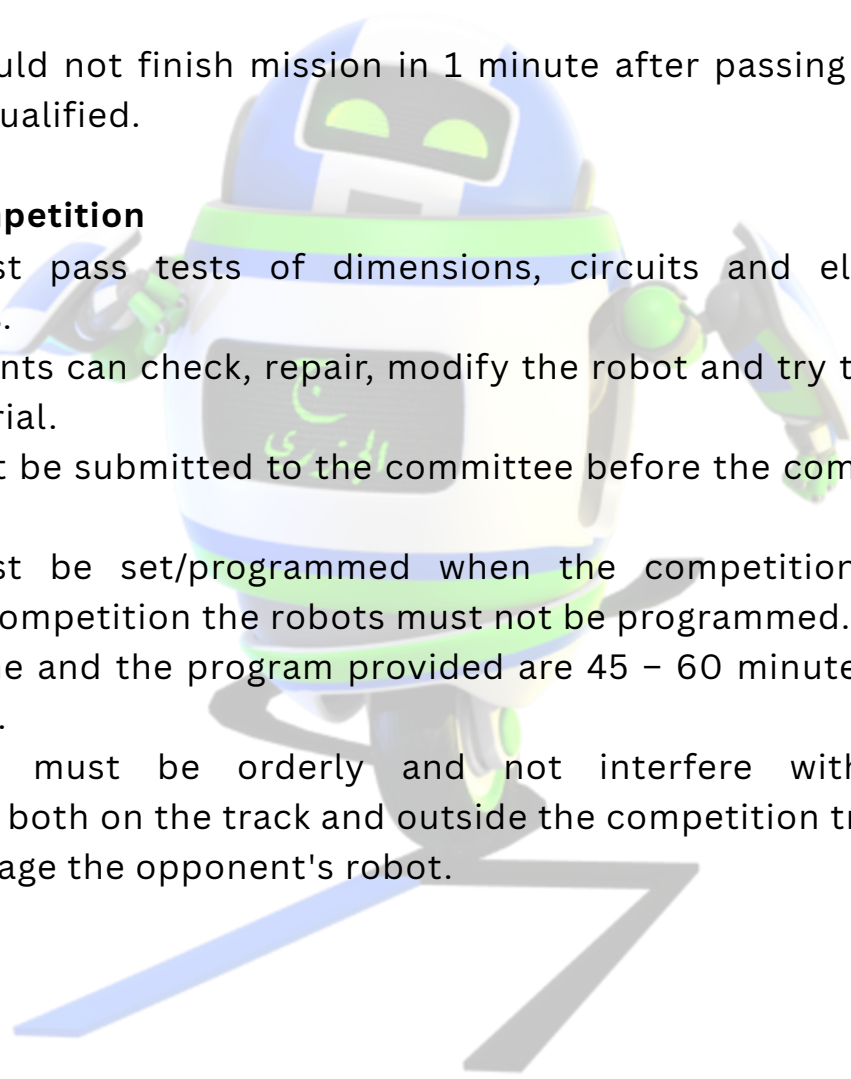 uld not finish mission in 1 minute after passing
ualified.
petition
st pass tests of dimensions, circuits and el
s.
nts can check, repair, modify the robot and try t
rial.
t be submitted to the committee before the com
st be set/programmed when the competition
ompetition the robots must not be programmed.
ne and the program provided are 45 – 60 minute
.
must be orderly and not interfere with
both on the track and outside the competition tr
age the opponent's robot.
الجزري